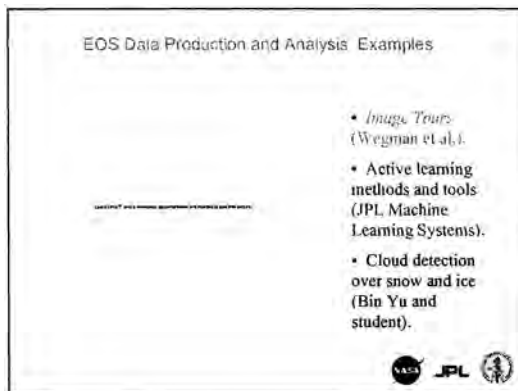 EOS Data Production and Analysis Examples
• Image Tours
(Wegman et al.).
• Active learning
methods and tools
(JPL Machine
Learning Systems).
• Cloud detection
over snow and ice
(Bin Yu and
student).
NASA JPL